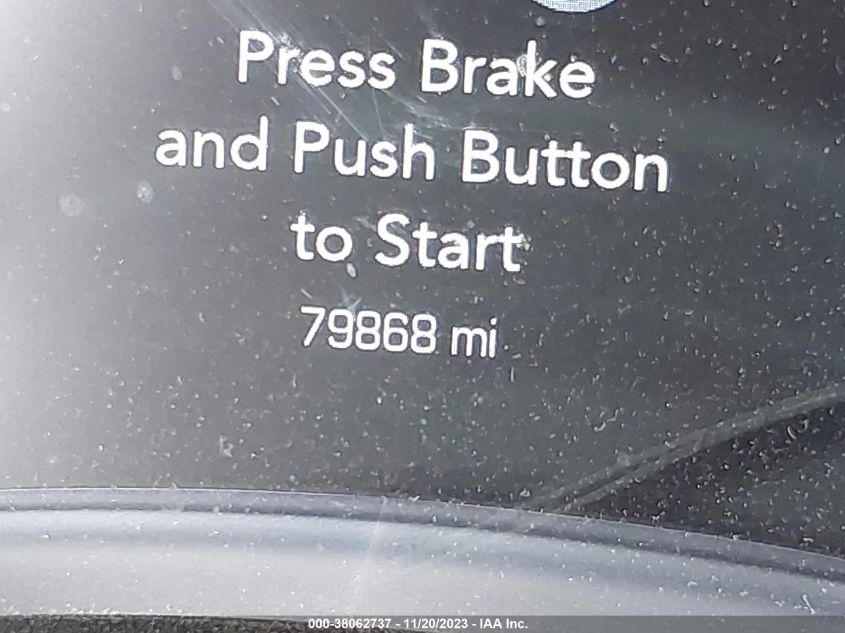 Press Brake
and Push Button
to Start
79868 mi
000-38062737 - 11/20/2023 - IAA Inc.